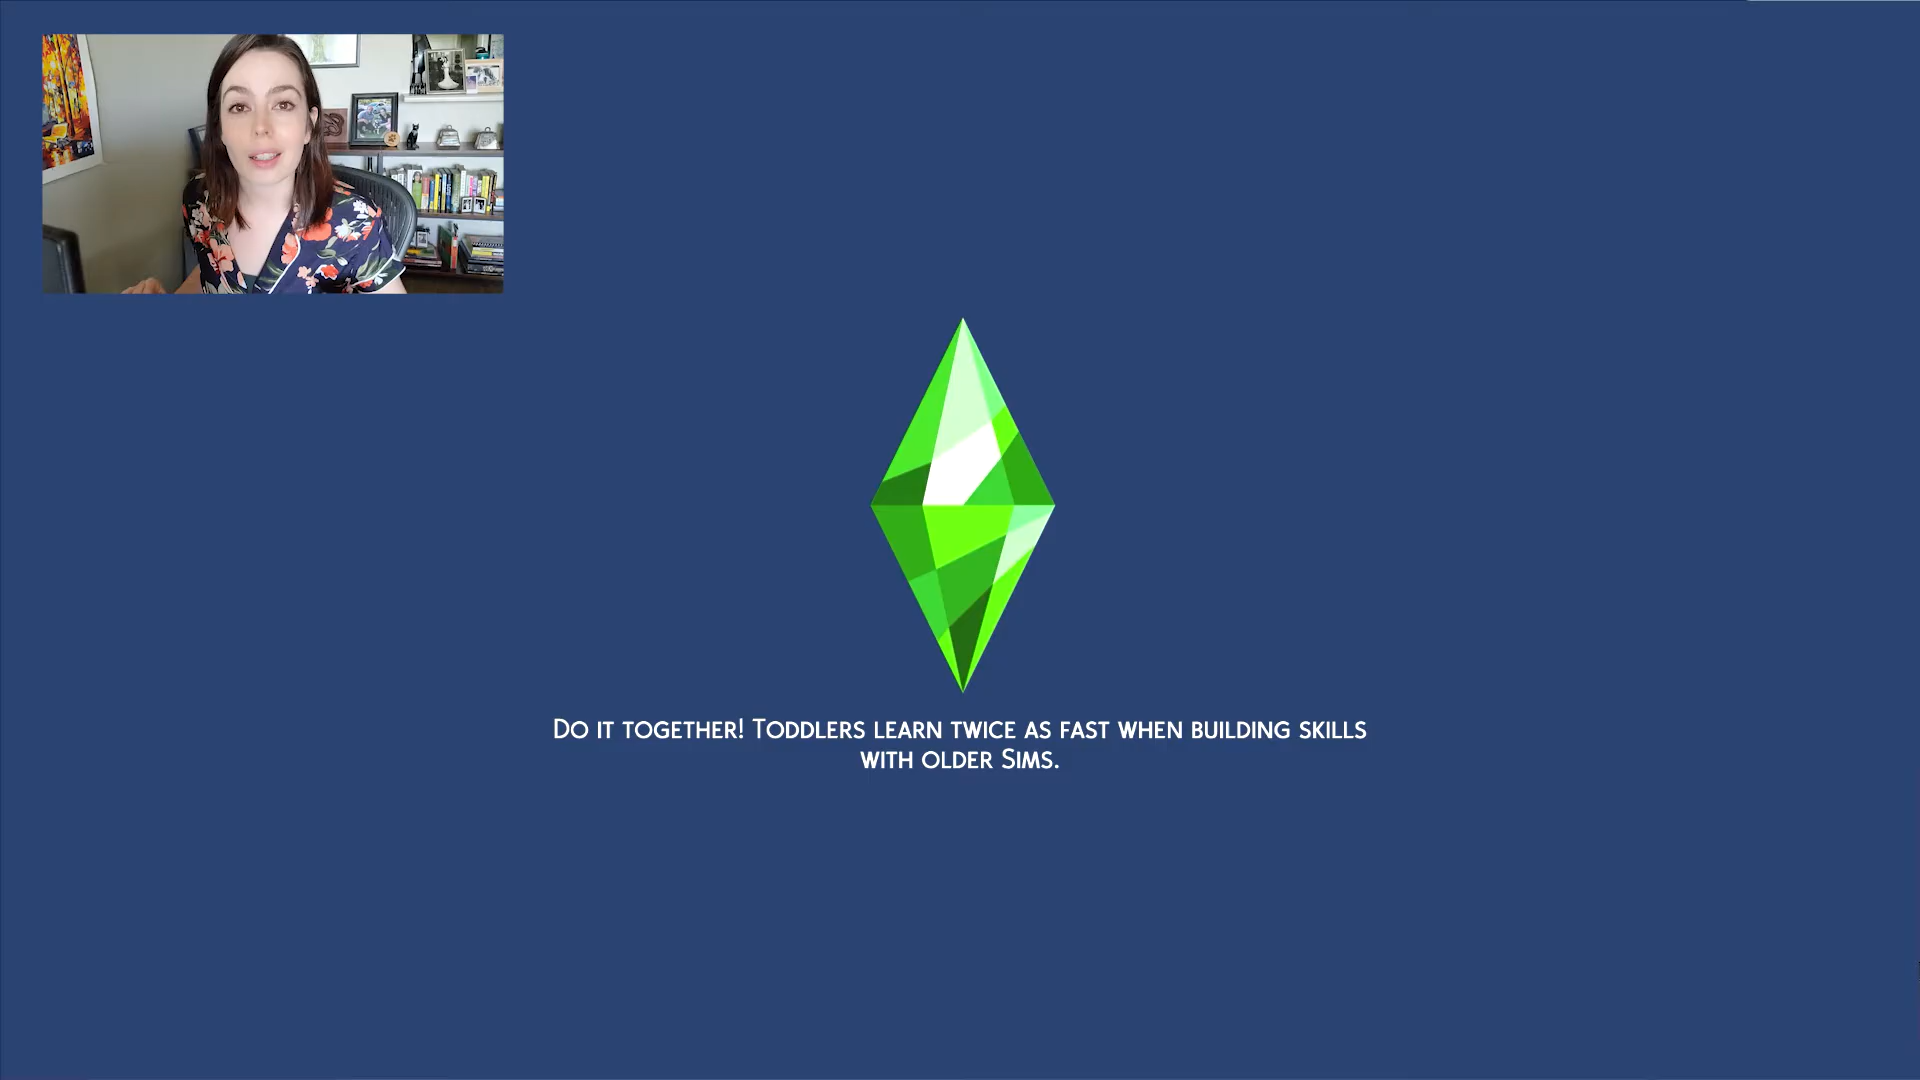 Do it together! Toddlers learn twice as fast when building skills
with older Sims.